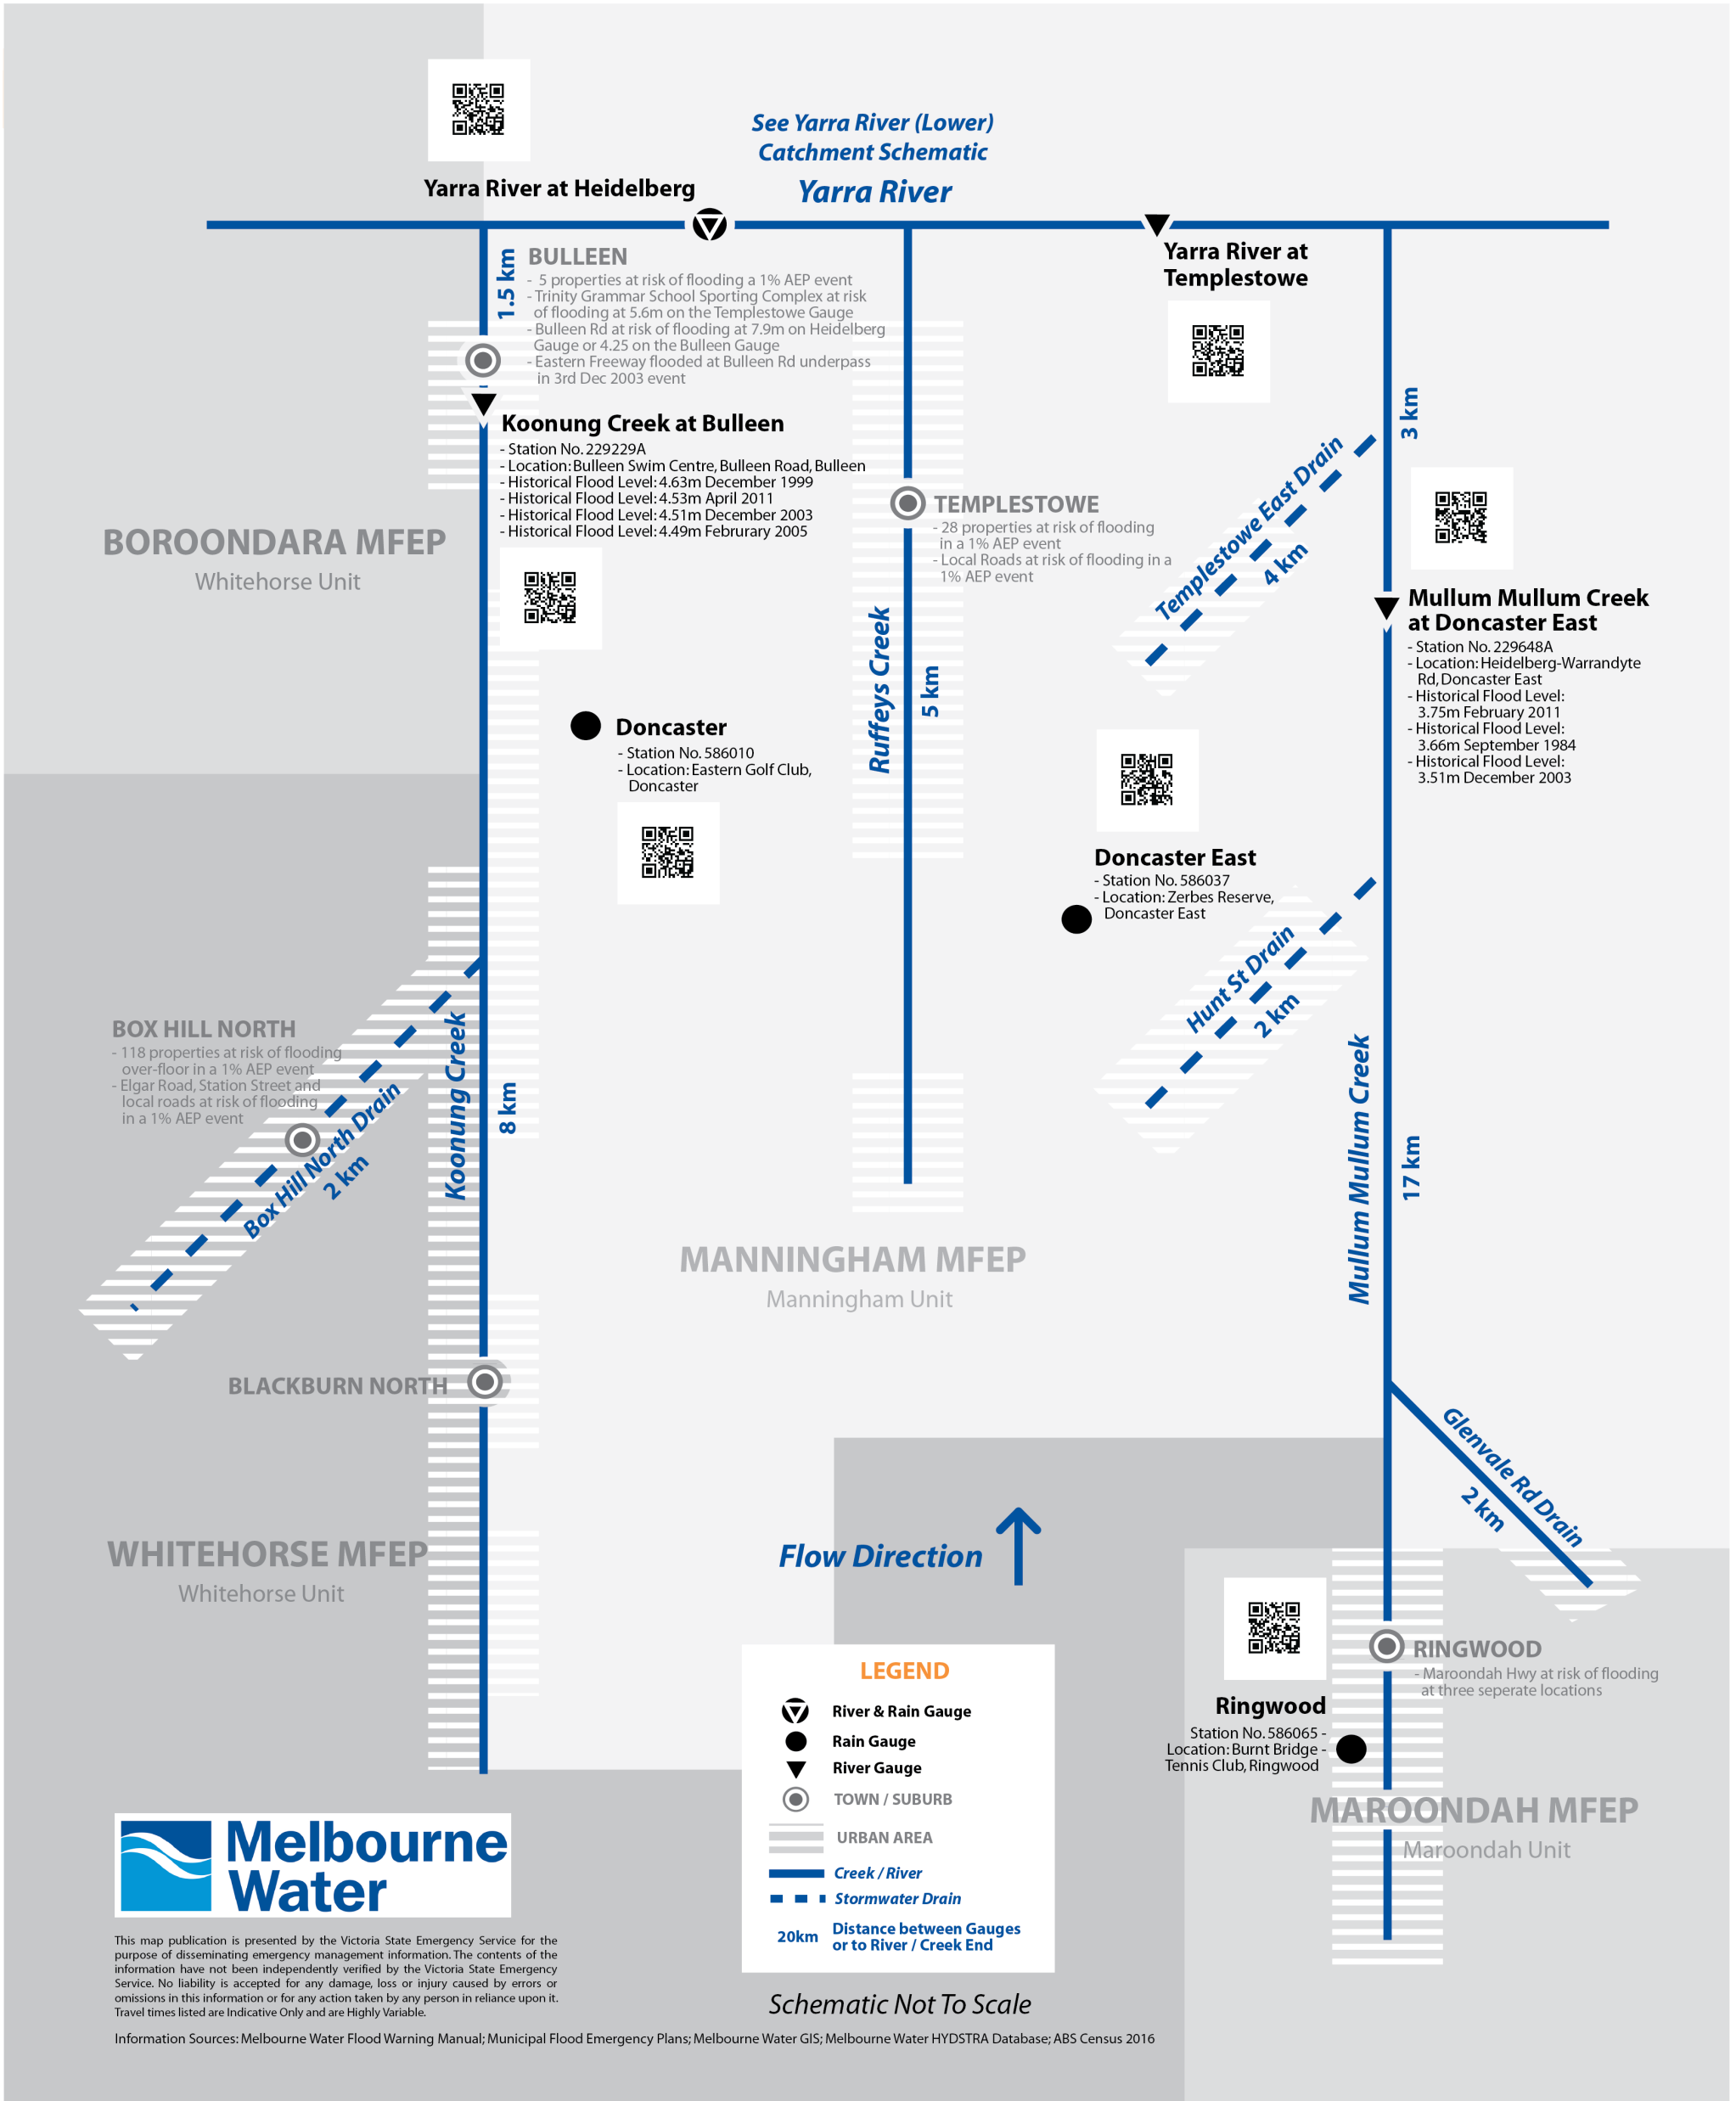 See Yarra River (Lower)
Catchment Schematic
Yarra River at Heidelberg
Yarra River
1.5 km
BULLEEN
- 5 properties at risk of flooding a 1% AEP event
- Trinity Grammar School Sporting Complex at risk
of flooding at 5.6m on the Templestowe Gauge
- Bulleen Rd at risk of flooding at 7.9m on Heidelberg
Gauge or 4.25 on the Bulleen Gauge
- Eastern Freeway flooded at Bulleen Rd underpass
in 3rd Dec 2003 event
Yarra River at
Templestowe
Koonung Creek at Bulleen
- Station No. 229229A
- Location: Bulleen Swim Centre, Bulleen Road, Bulleen
- Historical Flood Level: 4.63m December 1999
- Historical Flood Level: 4.53m April 2011
- Historical Flood Level: 4.51m December 2003
- Historical Flood Level: 4.49m Februrary 2005
3 km
BOROONDARA MFEP
Whitehorse Unit
TEMPLESTOWE
- 28 properties at risk of flooding
in a 1% AEP event
- Local Roads at risk of flooding in a
1% AEP event
Templestowe East Drain
4 km
Mullum Mullum Creek
at Doncaster East
- Station No. 229648A
- Location: Heidelberg-Warrandyte
Rd, Doncaster East
- Historical Flood Level:
3.75m February 2011
- Historical Flood Level:
3.66m September 1984
- Historical Flood Level:
3.51m December 2003
Ruffeys Creek
5 km
Doncaster
- Station No. 586010
- Location: Eastern Golf Club,
Doncaster
Doncaster East
- Station No. 586037
- Location: Zerbes Reserve,
Doncaster East
Hunt St Drain
2 km
BOX HILL NORTH
- 118 properties at risk of flooding
over-floor in a 1% AEP event
- Elgar Road, Station Street and
local roads at risk of flooding
in a 1% AEP event
Box Hill North Drain
2 km
Koonung Creek
8 km
Mullum Mullum Creek
17 km
MANNINGHAM MFEP
Manningham Unit
BLACKBURN NORTH
Glenvale Rd Drain
2 km
WHITEHORSE MFEP
Whitehorse Unit
Flow Direction
RINGWOOD
- Maroondah Hwy at risk of flooding
at three seperate locations
Ringwood
Station No. 586065 -
Location: Burnt Bridge -
Tennis Club, Ringwood
MAROONDAH MFEP
Maroondah Unit
LEGEND
River & Rain Gauge
Rain Gauge
River Gauge
TOWN / SUBURB
URBAN AREA
Creek / River
Stormwater Drain
20km Distance between Gauges
or to River / Creek End
Melbourne
Water
This map publication is presented by the Victoria State Emergency Service for the
purpose of disseminating emergency management information. The contents of the
information have not been independently verified by the Victoria State Emergency
Service. No liability is accepted for any damage, loss or injury caused by errors or
omissions in this information or for any action taken by any person in reliance upon it.
Travel times listed are Indicative Only and are Highly Variable.
Schematic Not To Scale
Information Sources: Melbourne Water Flood Warning Manual; Municipal Flood Emergency Plans; Melbourne Water GIS; Melbourne Water HYDSTRA Database; ABS Census 2016